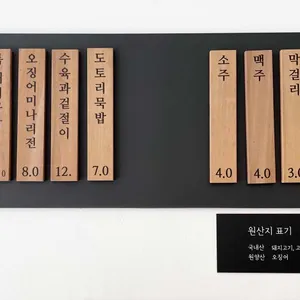 오징어미나리전
8.0
수육과겉절이
12.
도토리묵밥
7.0
소주
4.0
맥주
4.0
막걸리
3.0
원산지 표기
국내산 돼지고기, 고
원양산 오징어